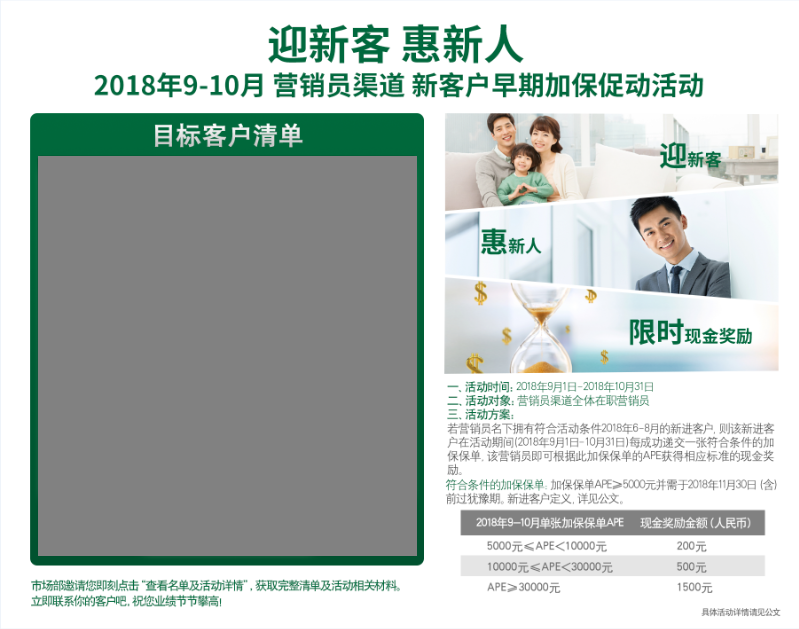 迎新客 惠新人
2018年9-10月 营销员渠道 新客户早期加保促动活动
目标客户清单
市场部邀请您即刻点击“查看名单及活动详情”,获取完整清单及活动相关材料。
立即联系你的客户吧,祝您业绩节节攀高!
迎新客
惠新人
限时现金奖励
一、活动时间:2018年9月1日-2018年10月31日
二、活动对象:营销员渠道全体在职营销员
三、活动方案:
若营销员名下拥有符合活动条件2018年6-8月的新进客户,则该新进客
户在活动期间(2018年9月1日-10月31日)每成功递交一张符合条件的加
保保单,该营销员即可根据此加保保单的APE获得相应标准的现金奖
励。
符合条件的加保保单:加保保单APE≥5000元并需于2018年11月30日(含)
前过犹豫期。新进客户定义,详见公文。
2018年9-10月单张加保保单APE 现金奖励金额(人民币)
5000元≤APE<10000元 200元
10000元≤APE<30000元 500元
APE≥30000元 1500元
具体活动详情请见公文